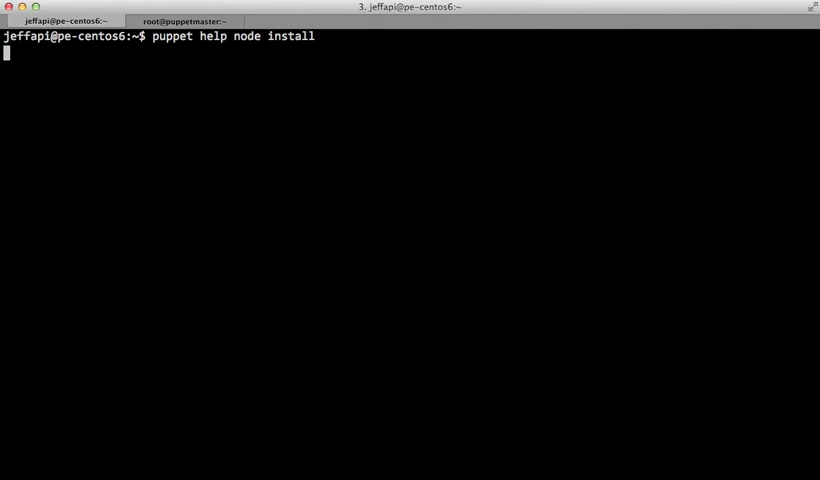 3. jeffapi@pe-centos6:~
jeffapi@pe-centos6:~
root@puppetmaster:~
jeffapi@pe-centos6:~$ puppet help node install